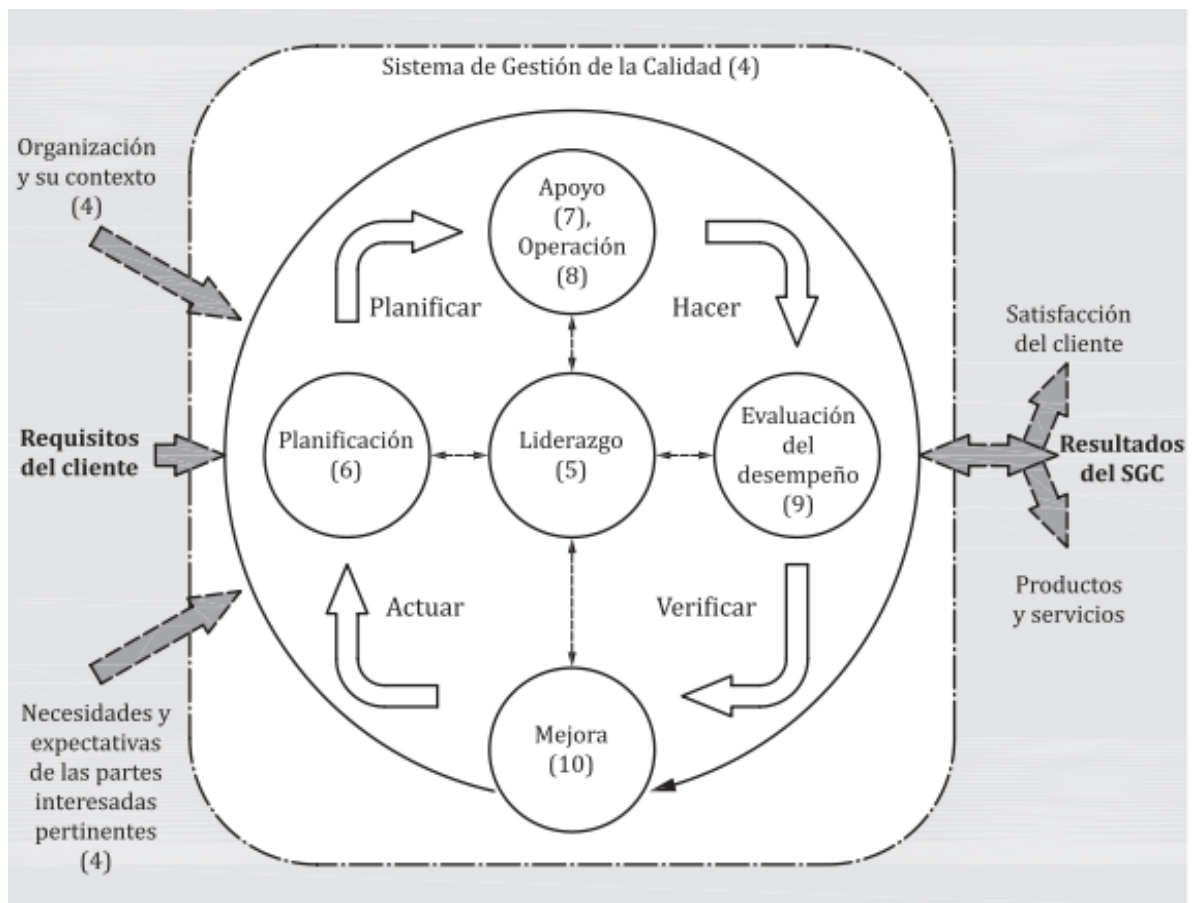 Sistema de Gestión de la Calidad (4)
Organización
y su contexto
(4)
Apoyo
(7),
Operación
(8)
Planificar
Hacer
Satisfacción
del cliente
Requisitos
del cliente
Planificación
(6)
Liderazgo
(5)
Evaluación
del
desempeño
(9)
Resultados
del SGC
Actuar
Verificar
Productos
y servicios
Necesidades y
expectativas
de las partes
interesadas
pertinentes
(4)
Mejora
(10)